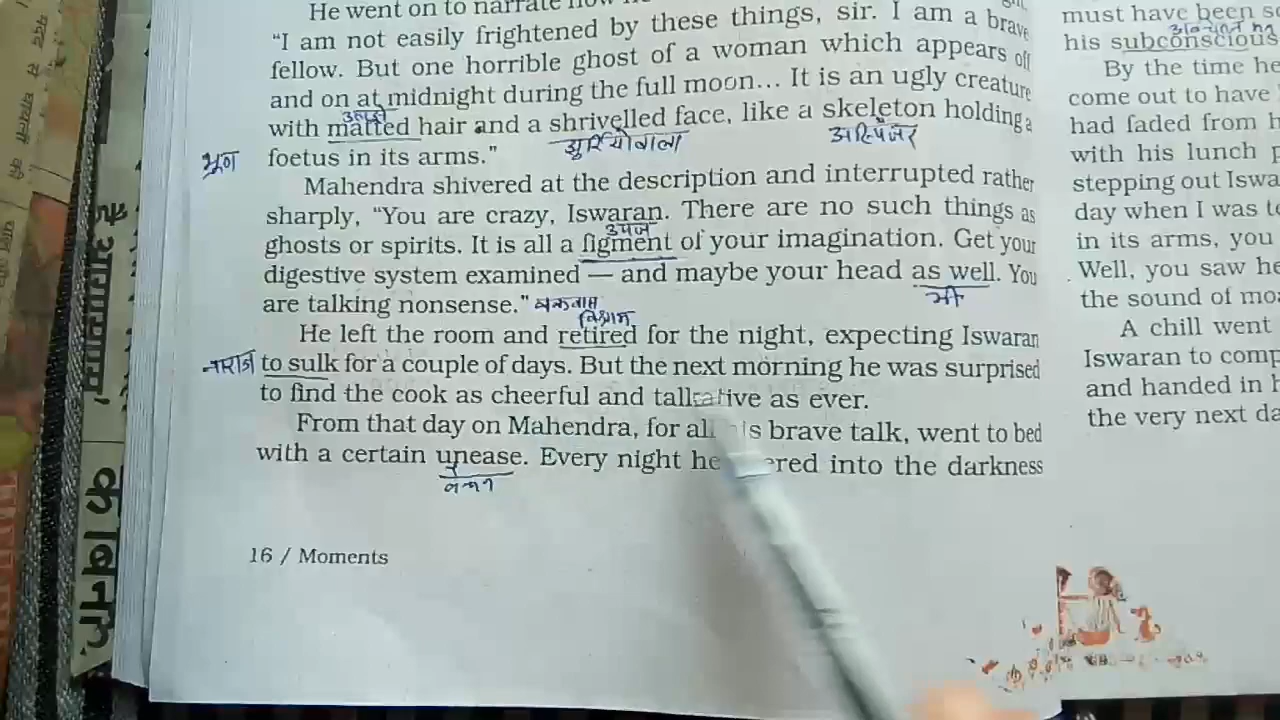 He went on to narrate how he
"I am not easily frightened by these things, sir. I am a brave
fellow. But one horrible ghost of a woman which appears off
and on at midnight during the full moon... It is an ugly creature
with matted hair and a shrivelled face, like a skeleton holding a
झुर्रियोवाला
अस्थिपंजर
भ्रूण
foetus in its arms."
Mahendra shivered at the description and interrupted rather
sharply, "You are crazy, Iswaran. There are no such things as
उपज
ghosts or spirits. It is all a figment of your imagination. Get your
digestive system examined — and maybe your head as well. You
भी
are talking nonsense." बकवास
विश्राम
He left the room and retired for the night, expecting Iswaran
नाराज to sulk for a couple of days. But the next morning he was surprised
to find the cook as cheerful and talkative as ever.
From that day on Mahendra, for all his brave talk, went to bed
with a certain unease. Every night he into the darkness
16 / Moments
must have been
his subconscious
By the time he
come out to have
had faded from
with his lunch
stepping out
day when I was
in its arms, you
Well, you saw
the sound of
A chill went
Iswaran to
and handed in
the very next